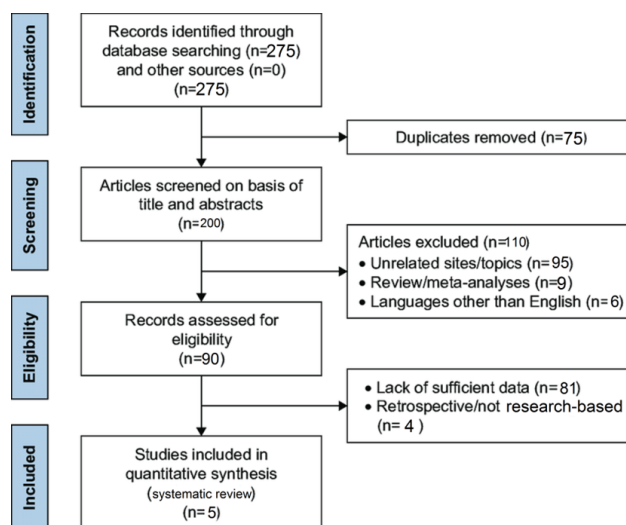 Identification
Records identified through
database searching (n=275)
and other sources (n=0)
(n=275)
Duplicates removed (n=75)
Screening
Articles screened on basis of
title and abstracts
(n=200)
Articles excluded (n=110)
• Unrelated sites/topics (n=95)
• Review/meta-analyses (n=9)
• Languages other than English (n=6)
Eligibility
Records assessed for
eligibility
(n=90)
• Lack of sufficient data (n=81)
• Retrospective/not research-based
(n= 4 )
Included
Studies included in
quantitative synthesis
(systematic review)
(n=5)